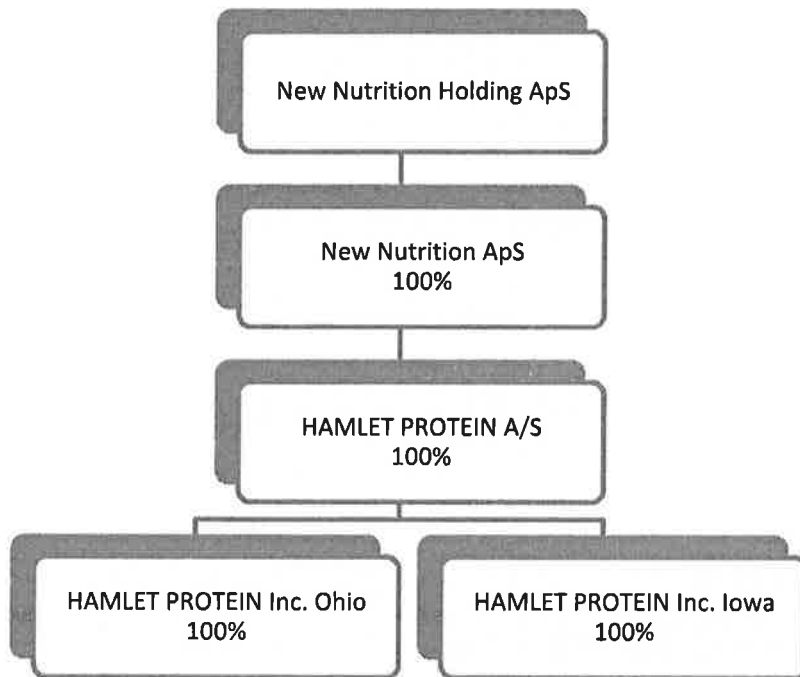 New Nutrition Holding ApS
New Nutrition ApS
100%
HAMLET PROTEIN A/S
100%
HAMLET PROTEIN Inc. Ohio
100%
HAMLET PROTEIN Inc. Iowa
100%